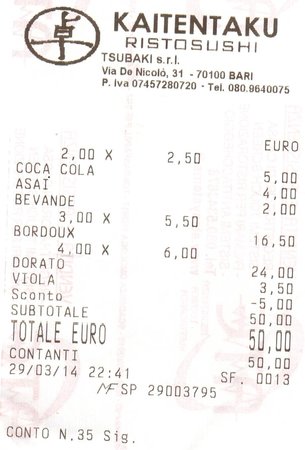 KAITENTAKU
RISTOSUSHI
TSUBAKI s.r.l.
Via De Nicolò, 31 - 70100 BARI
P. Iva 07457280720 - Tel. 080.9640075
EURO
2,00 X 2,50
COCA COLA 5,00
ASAI 4,00
BEVANDE 2,00
3,00 X 5,50
BORDOUX 16,50
4,00 X 6,00
DORATO 24,00
VIOLA 3,50
Sconto -5,00
SUBTOTALE 50,00
TOTALE EURO 50,00
CONTANTI 50,00
29/03/14 22:41 SF. 0013
MF SP 29003795
CONTO N.35 Sig.